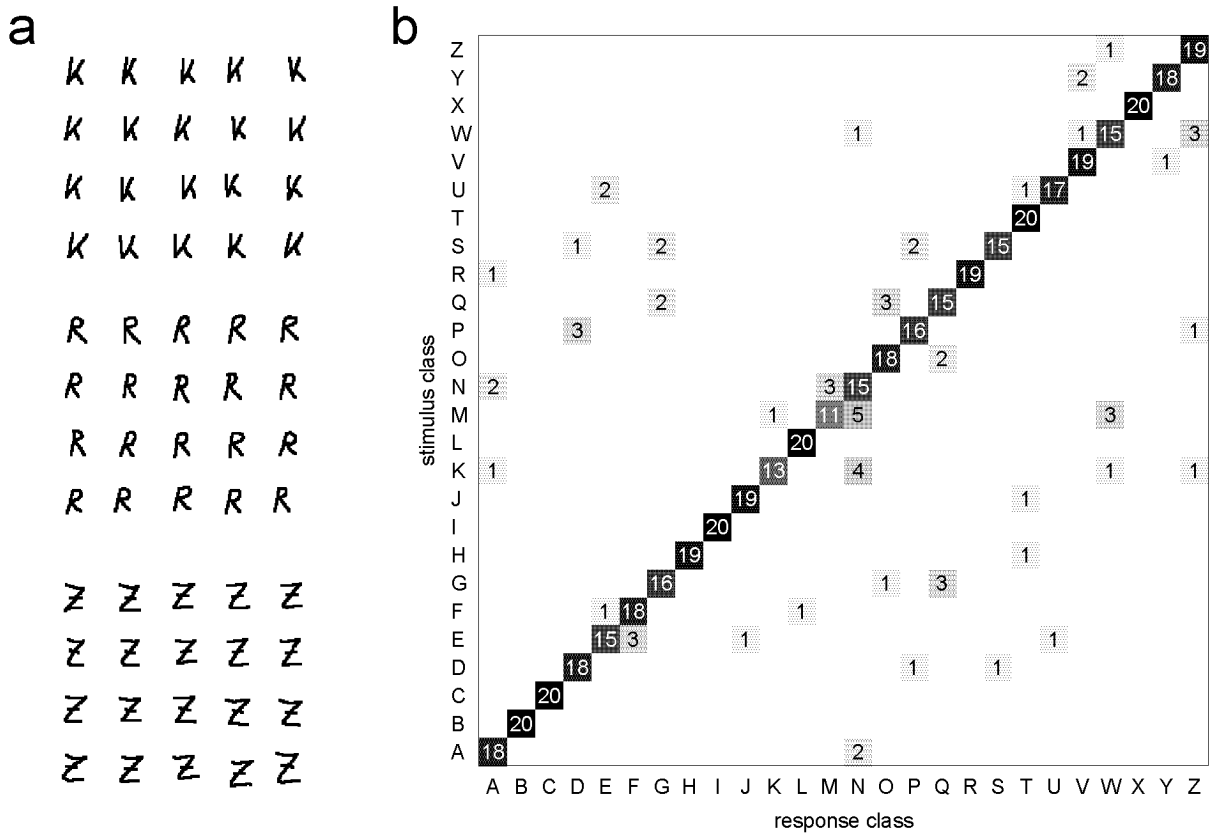 a
K K K K K
K K K K K
K K K K K
K K K K K
R R R R R
R R R R R
R R R R R
R R R R R
Z Z Z Z Z
Z Z Z Z Z
Z Z Z Z Z
Z Z Z Z Z
b
stimulus class
Z 1 19
Y 2 18
X 20
W 1 1 15 3
V 19 1
U 2 1 17
T 20
S 1 2 2 15
R 1 19
Q 2 3 15
P 3 16 1
O 18 2
N 2 3 15
M 1 11 5 3
L 20
K 1 13 4 1 1
J 19 1
I 20
H 19 1
G 16 1 3
F 1 18 1
E 15 3 1 1
D 18 1 1
C 20
B 20
A 18 2
A B C D E F G H I J K L M N O P Q R S T U V W X Y Z
response class